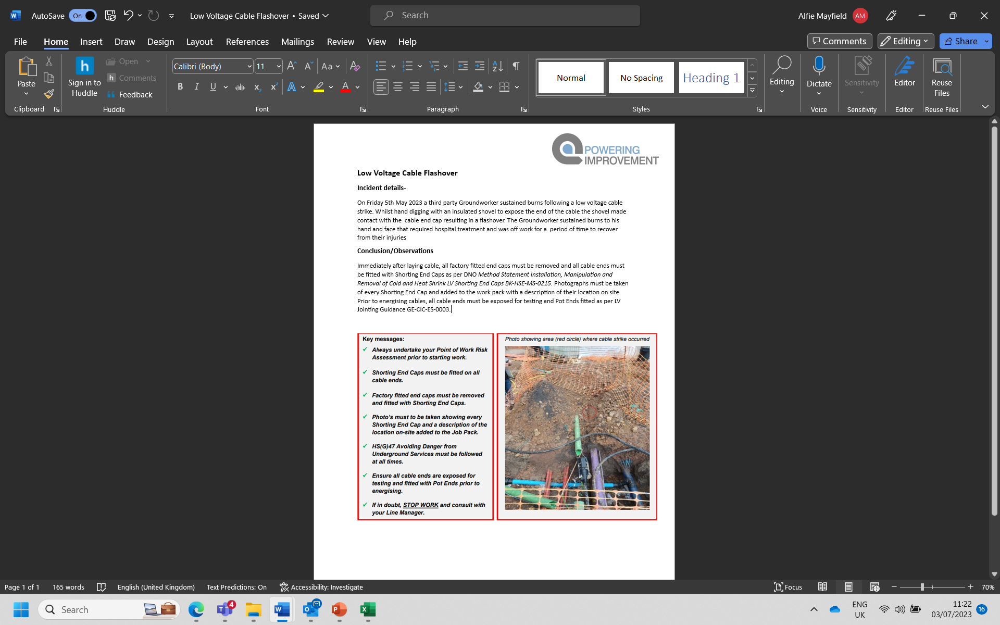 AutoSave On Low Voltage Cable Flashover • Saved Search Alfie Mayfield AM
File Home Insert Draw Design Layout References Mailings Review View Help Comments Editing Share
Paste
Clipboard
Sign in to
Huddle
Open
Comments
Feedback
Huddle
Calibri (Body) 11
Font
Paragraph
Normal No Spacing Heading 1
Styles
Editing
Dictate
Voice
Sensitivity
Sensitivity
Editor
Editor
Reuse
Files
Reuse Files
POWERING
IMPROVEMENT
Low Voltage Cable Flashover
Incident details-
On Friday 5th May 2023 a third party Groundworker sustained burns following a low voltage cable
strike. Whilst hand digging with an insulated shovel to expose the end of the cable the shovel made
contact with the  cable end cap resulting in a flashover. The Groundworker sustained burns to his
hand and face that required hospital treatment and was off work for a  period of time to recover
from their injuries
Conclusion/Observations
Immediately after laying cable, all factory fitted end caps must be removed and all cable ends must
be fitted with Shorting End Caps as per DNO Method Statement Installation, Manipulation and
Removal of Cold and Heat Shrink LV Shorting End Caps BK-HSE-MS-0215. Photographs must be taken
of every Shorting End Cap and added to the work pack with a description of their location on site.
Prior to energising cables, all cable ends must be exposed for testing and Pot Ends fitted as per LV
Jointing Guidance GE-CIC-ES-0003.
Key messages:
✓ Always undertake your Point of Work Risk
Assessment prior to starting work.
✓ Shorting End Caps must be fitted on all
cable ends.
✓ Factory fitted end caps must be removed
and fitted with Shorting End Caps.
✓ Photo's must to be taken showing every
Shorting End Cap and a description of the
location on-site added to the Job Pack.
✓ HS(G)47 Avoiding Danger from
Underground Services must be followed
at all times.
✓ Ensure all cable ends are exposed for
testing and fitted with Pot Ends prior to
energising.
✓ If in doubt, STOP WORK and consult with
your Line Manager.
Photo showing area (red circle) where cable strike occurred
Page 1 of 1 165 words English (United Kingdom) Text Predictions: On Accessibility: Investigate Focus 70%
Search 4 ENG
UK
11:22
03/07/2023
16